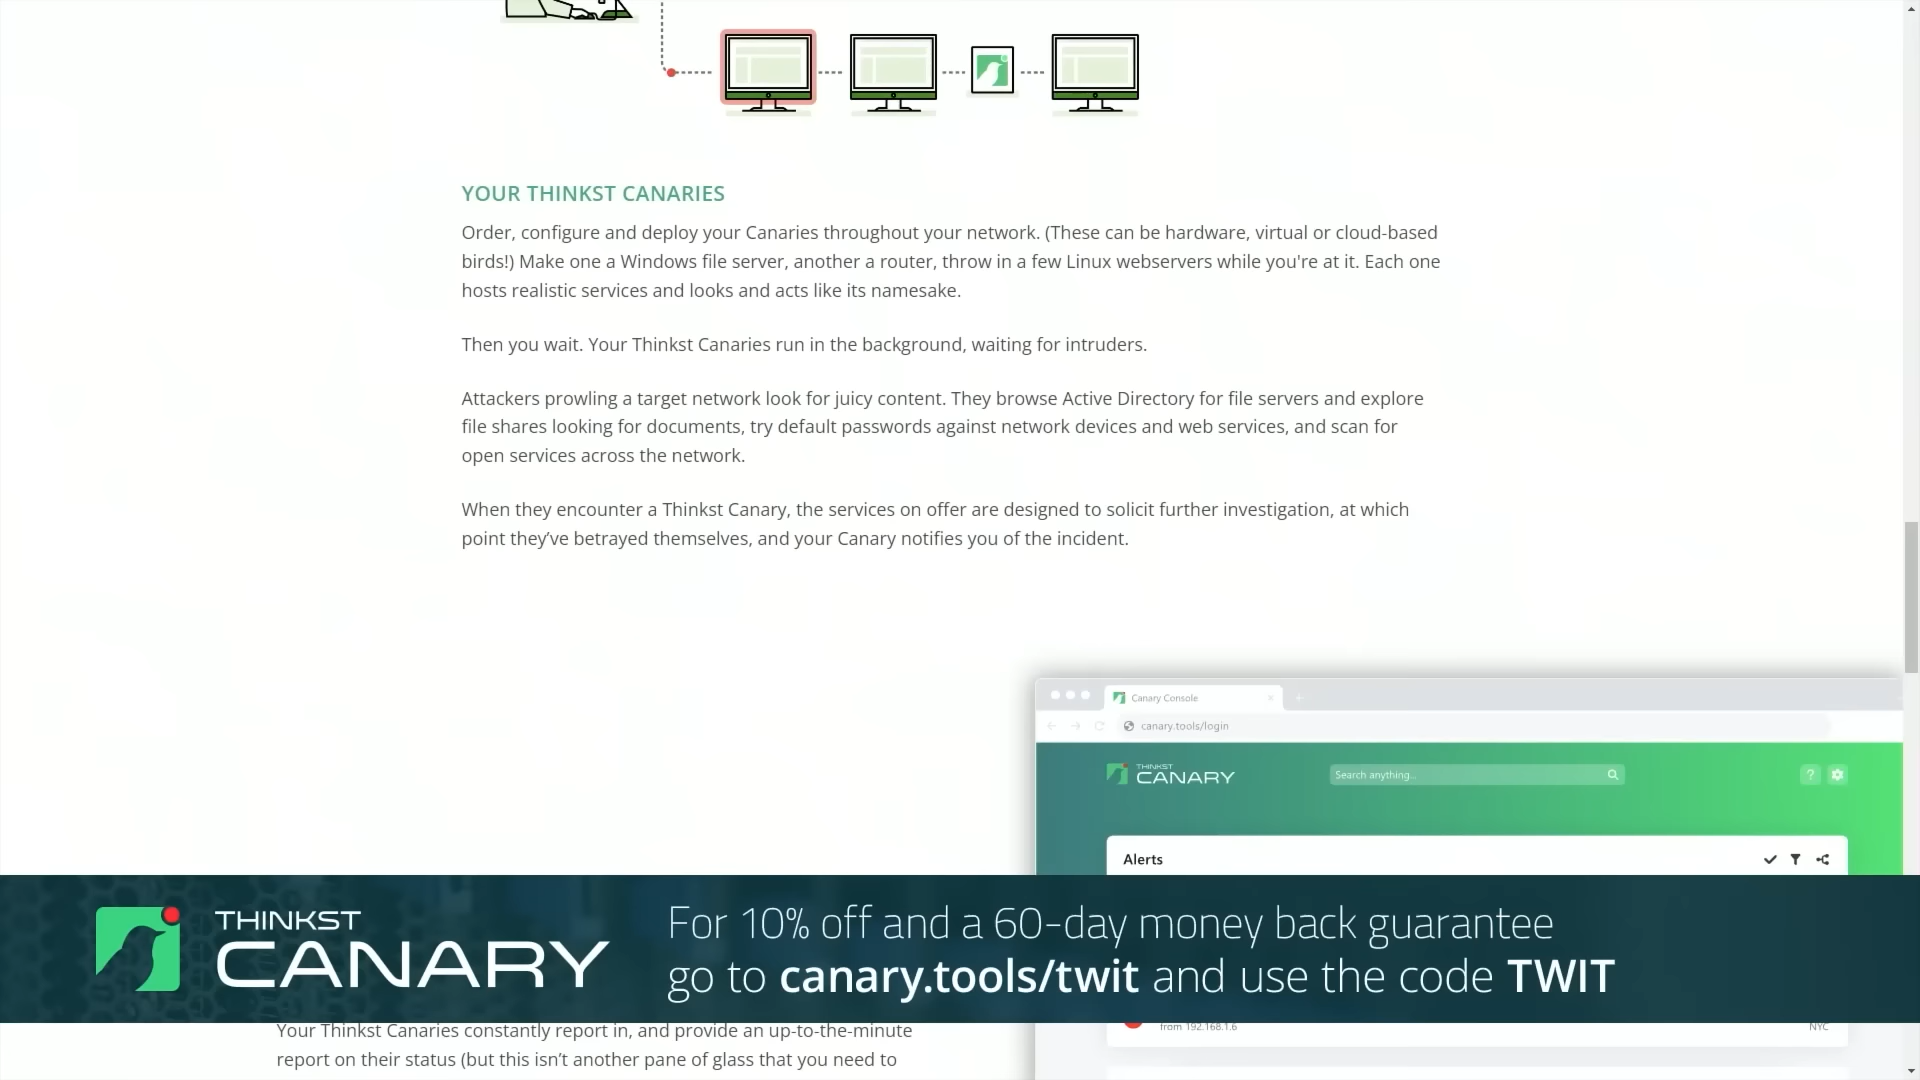 YOUR THINKST CANARIES
Order, configure and deploy your Canaries throughout your network. (These can be hardware, virtual or cloud-based
birds!) Make one a Windows file server, another a router, throw in a few Linux webservers while you're at it. Each one
hosts realistic services and looks and acts like its namesake.
Then you wait. Your Thinkst Canaries run in the background, waiting for intruders.
Attackers prowling a target network look for juicy content. They browse Active Directory for file servers and explore
file shares looking for documents, try default passwords against network devices and web services, and scan for
open services across the network.
When they encounter a Thinkst Canary, the services on offer are designed to solicit further investigation, at which
point they’ve betrayed themselves, and your Canary notifies you of the incident.
Canary Console
canary.tools/login
THINKST
CANARY
Search anything...
?
Alerts
THINKST
CANARY
For 10% off and a 60-day money back guarantee
go to canary.tools/twit and use the code TWIT
from 192.168.1.6
NYC
Your Thinkst Canaries constantly report in, and provide an up-to-the-minute
report on their status (but this isn’t another pane of glass that you need to